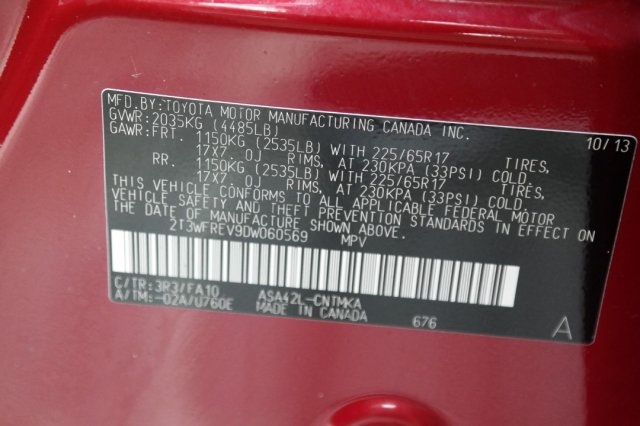 MFD.BY:TOYOTA MOTOR MANUFACTURING CANADA INC.
GVWR:2035KG (4485LB) 10/13
GAWR:FRT. 1150KG (2535LB) WITH 225/65R17 TIRES,
17X7 0J RIMS, AT 230KPA (33PSI) COLD.
RR. 1150KG (2535LB) WITH 225/65R17 TIRES,
17X7 0J RIMS, AT 230KPA (33PSI) COLD.
THIS VEHICLE CONFORMS TO ALL APPLICABLE FEDERAL MOTOR
VEHICLE SAFETY AND THEFT PREVENTION STANDARDS IN EFFECT ON
THE DATE OF MANUFACTURE SHOWN ABOVE.
2T3WFREV9DW060569 MPV
C/TR:3R3/FA10 ASA42L-CNTMKA
A/TM:-02A/U760E MADE IN CANADA 676 A